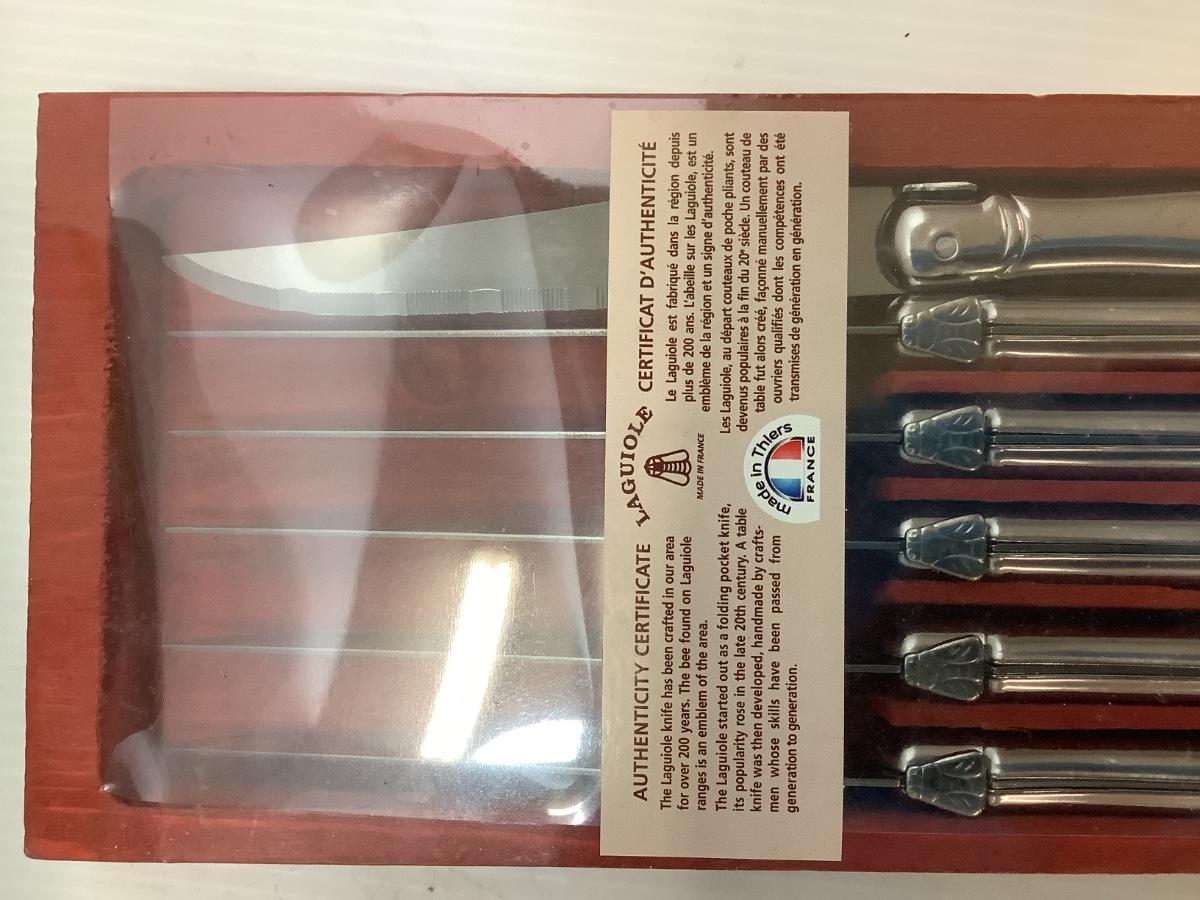 AUTHENTICITY CERTIFICATE
The Laguiole knife has been crafted in our area
for over 200 years. The bee found on Laguiole
ranges is an emblem of the area.
The Laguiole started out as a folding pocket knife,
its popularity rose in the late 20th century. A table
knife was then developed, handmade by crafts-
men whose skills have been passed from
generation to generation.
LAGUIOLE
MADE IN FRANCE
made in Thiers
FRANCE
CERTIFICAT D'AUTHENTICITÉ
Le Laguiole est fabriqué dans la région depuis
plus de 200 ans. L'abeille sur les Laguiole, est un
emblème de la région et un signe d'authenticité.
Les Laguiole, au départ couteaux de poche pliants, sont
devenus populaires à la fin du 20e siècle. Un couteau de
table fut alors créé, façonné manuellement par des
ouvriers qualifiés dont les compétences ont été
transmises de génération en génération.